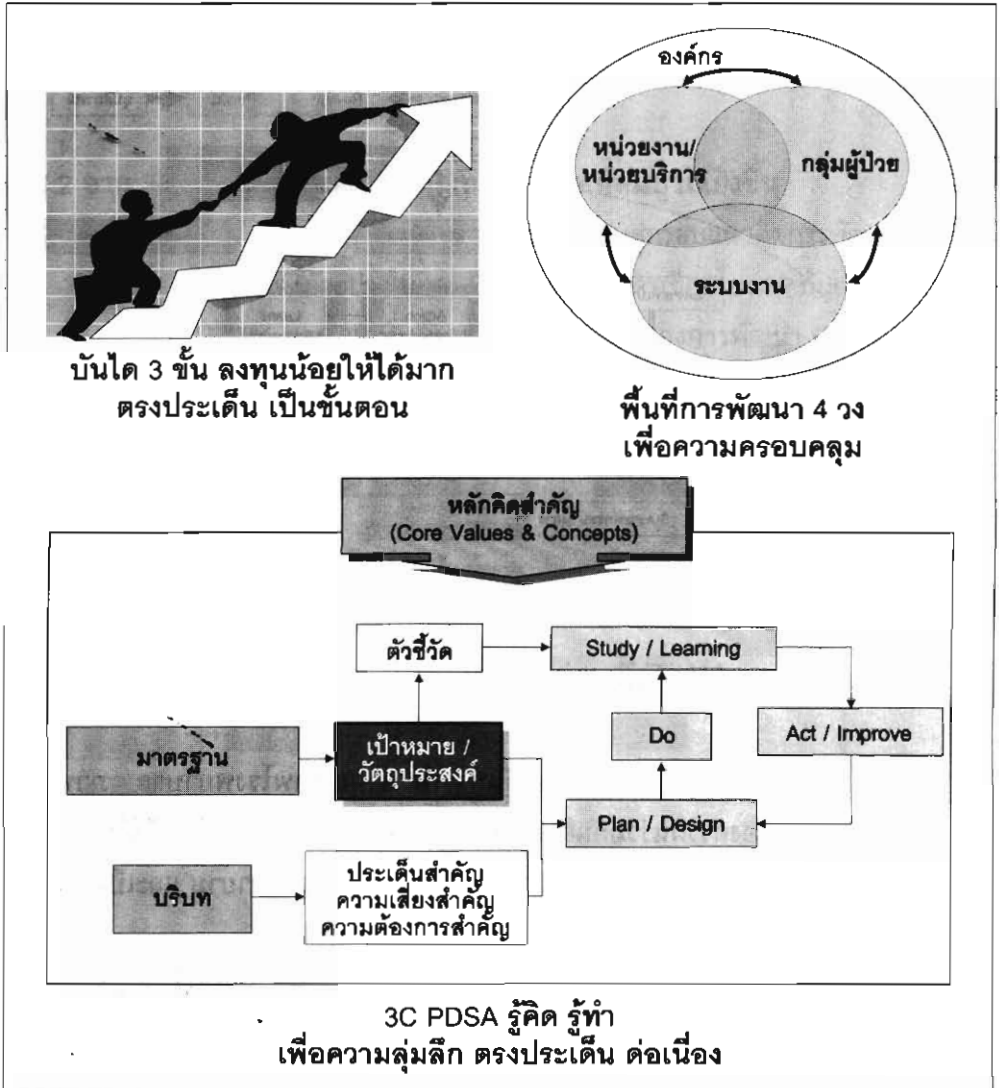 องค์กร
หน่วยงาน/
หน่วยบริการ
กลุ่มผู้ป่วย
ระบบงาน
บันได 3 ขั้น ลงทุนน้อยให้ได้มาก
ตรงประเด็น เป็นขั้นตอน
พื้นที่การพัฒนา 4 วง
เพื่อความครอบคลุม
หลักคิดสำคัญ
(Core Values & Concepts)
ตัวชี้วัด
Study / Learning
มาตรฐาน
เป้าหมาย /
วัตถุประสงค์
Do
Act / Improve
Plan / Design
บริบท
ประเด็นสำคัญ
ความเสี่ยงสำคัญ
ความต้องการสำคัญ
3C PDSA รู้คิด รู้ทำ
เพื่อความลุ่มลึก ตรงประเด็น ต่อเนื่อง